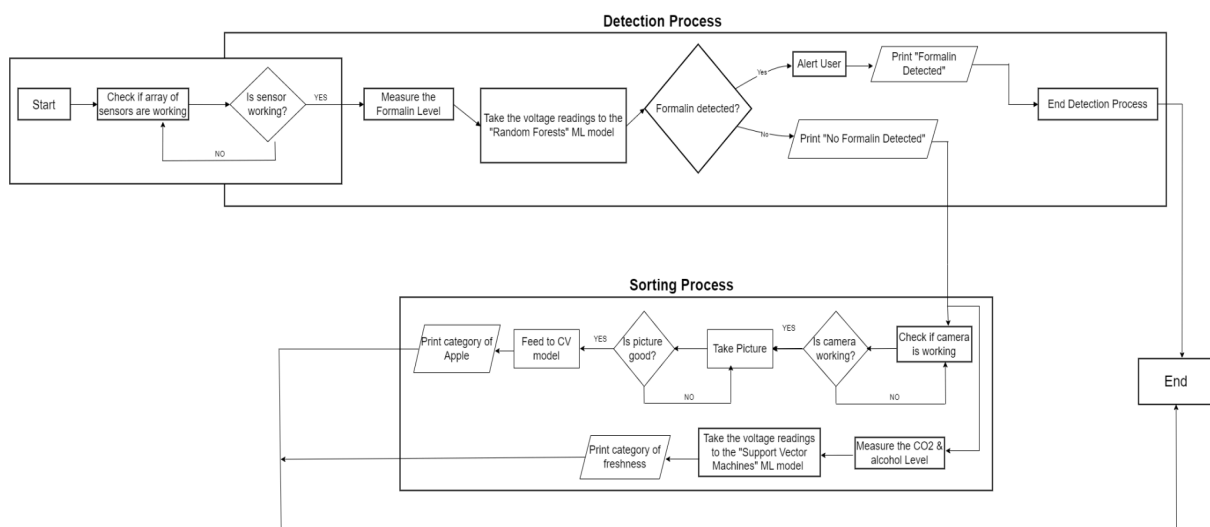 Detection Process
Start
Check if array of
sensors are working
Is sensor
working?
YES
NO
Measure the
Formalin Level
Take the voltage readings to the
"Random Forests" ML model
Formalin detected?
Yes
Alert User
Print "Formalin
Detected"
No
Print "No Formalin Detected"
End Detection Process
Sorting Process
Print category of
Apple
Feed to CV
model
YES
Is picture
good?
NO
Take Picture
YES
Is camera
working?
NO
Check if camera
is working
End
Print category of
freshness
Take the voltage readings
to the "Support Vector
Machines" ML model
Measure the CO2 &
alcohol Level